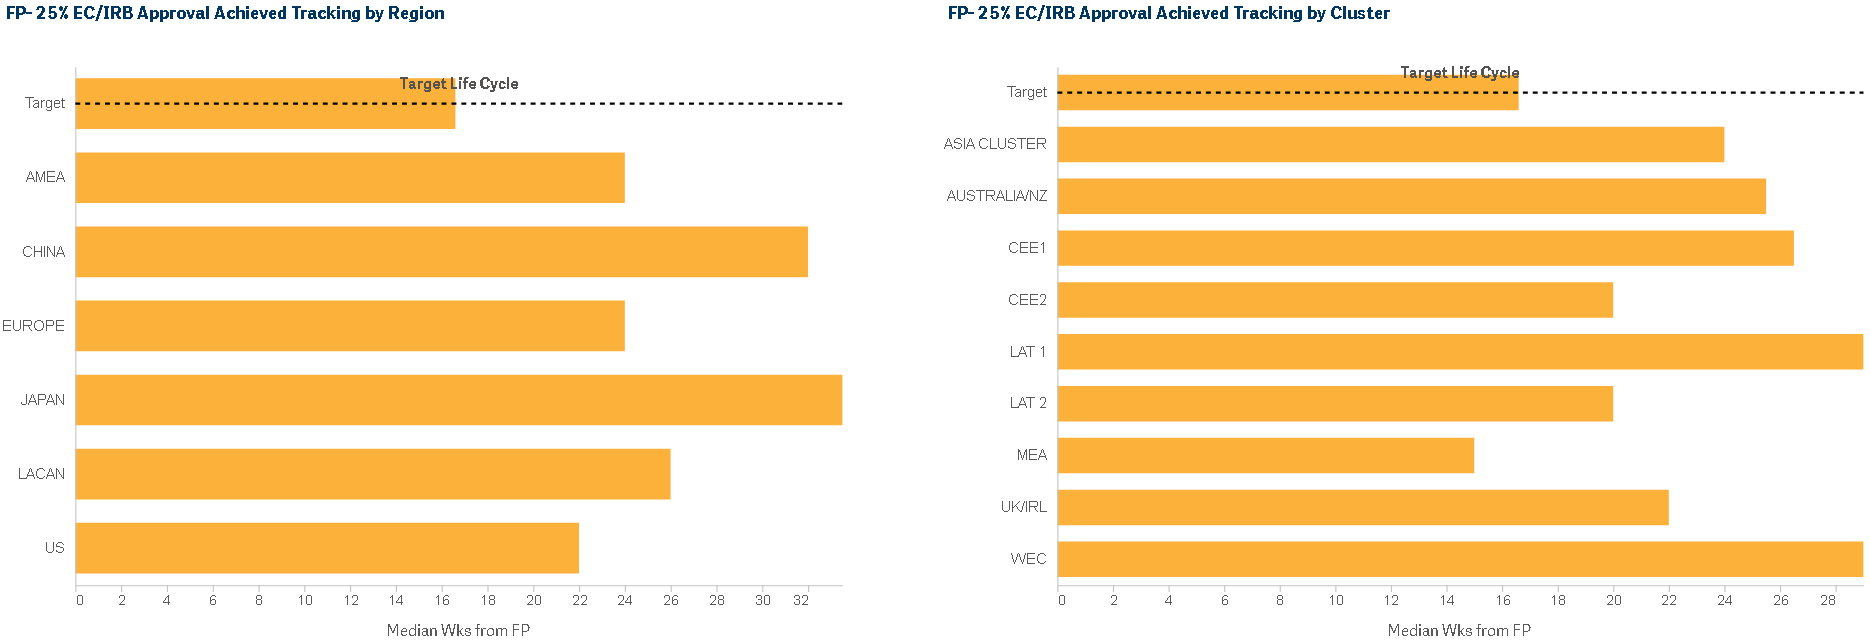 FP- 25% EC/IRB Approval Achieved Tracking by Region
Target Life Cycle
Target
AMEA
CHINA
EUROPE
JAPAN
LACAN
US
0 2 4 6 8 10 12 14 16 18 20 22 24 26 28 30 32
Median Wks from FP
FP- 25% EC/IRB Approval Achieved Tracking by Cluster
Target Life Cycle
Target
ASIA CLUSTER
AUSTRALIA/NZ
CEE1
CEE2
LAT 1
LAT 2
MEA
UK/IRL
WEC
0 2 4 6 8 10 12 14 16 18 20 22 24 26 28
Median Wks from FP